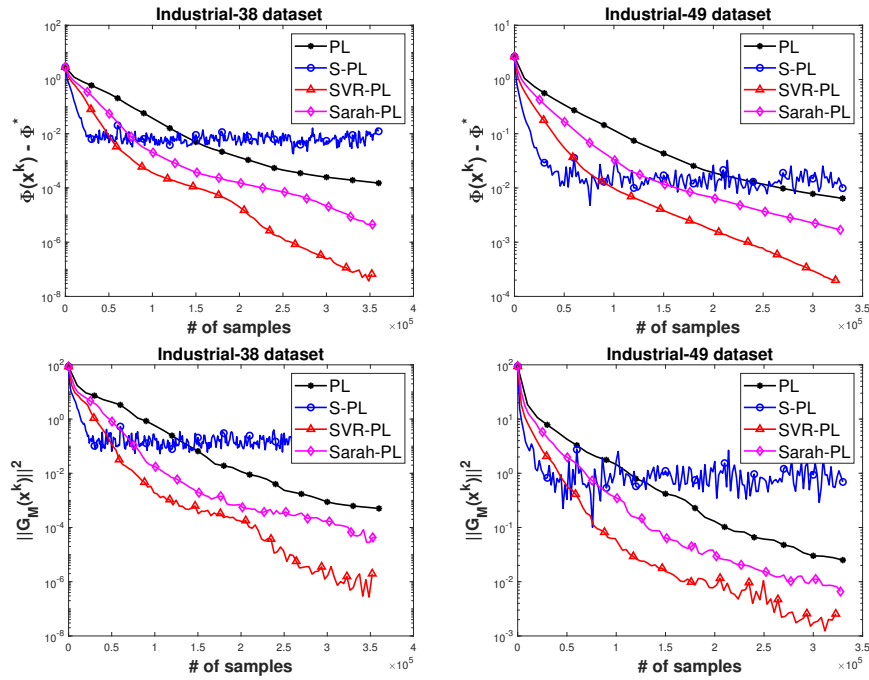 Industrial-38 dataset
Φ(x^k) - Φ^*
10^2
10^0
10^-2
10^-4
10^-6
10^-8
PL
S-PL
SVR-PL
Sarah-PL
0 0.5 1 1.5 2 2.5 3 3.5 4
# of samples
×10^5
Industrial-49 dataset
Φ(x^k) - Φ^*
10^1
10^0
10^-1
10^-2
10^-3
10^-4
PL
S-PL
SVR-PL
Sarah-PL
0 0.5 1 1.5 2 2.5 3 3.5
# of samples
×10^5
Industrial-38 dataset
||G_M(x^k)||^2
10^2
10^0
10^-2
10^-4
10^-6
10^-8
PL
S-PL
SVR-PL
Sarah-PL
0 0.5 1 1.5 2 2.5 3 3.5 4
# of samples
×10^5
Industrial-49 dataset
||G_M(x^k)||^2
10^2
10^1
10^0
10^-1
10^-2
10^-3
PL
S-PL
SVR-PL
Sarah-PL
0 0.5 1 1.5 2 2.5 3 3.5
# of samples
×10^5